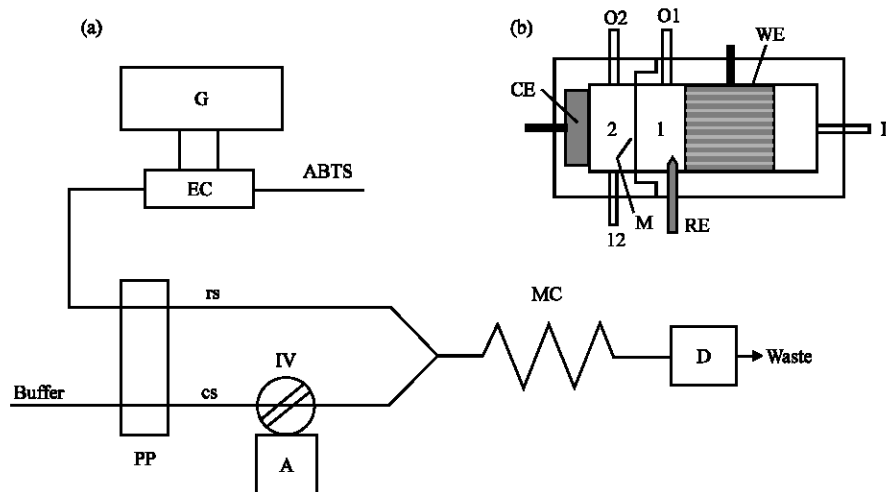 (a)
G
EC
ABTS
rs
Buffer
cs
PP
IV
A
MC
D
Waste
(b)
O2
O1
WE
CE
2
1
I
12
M
RE